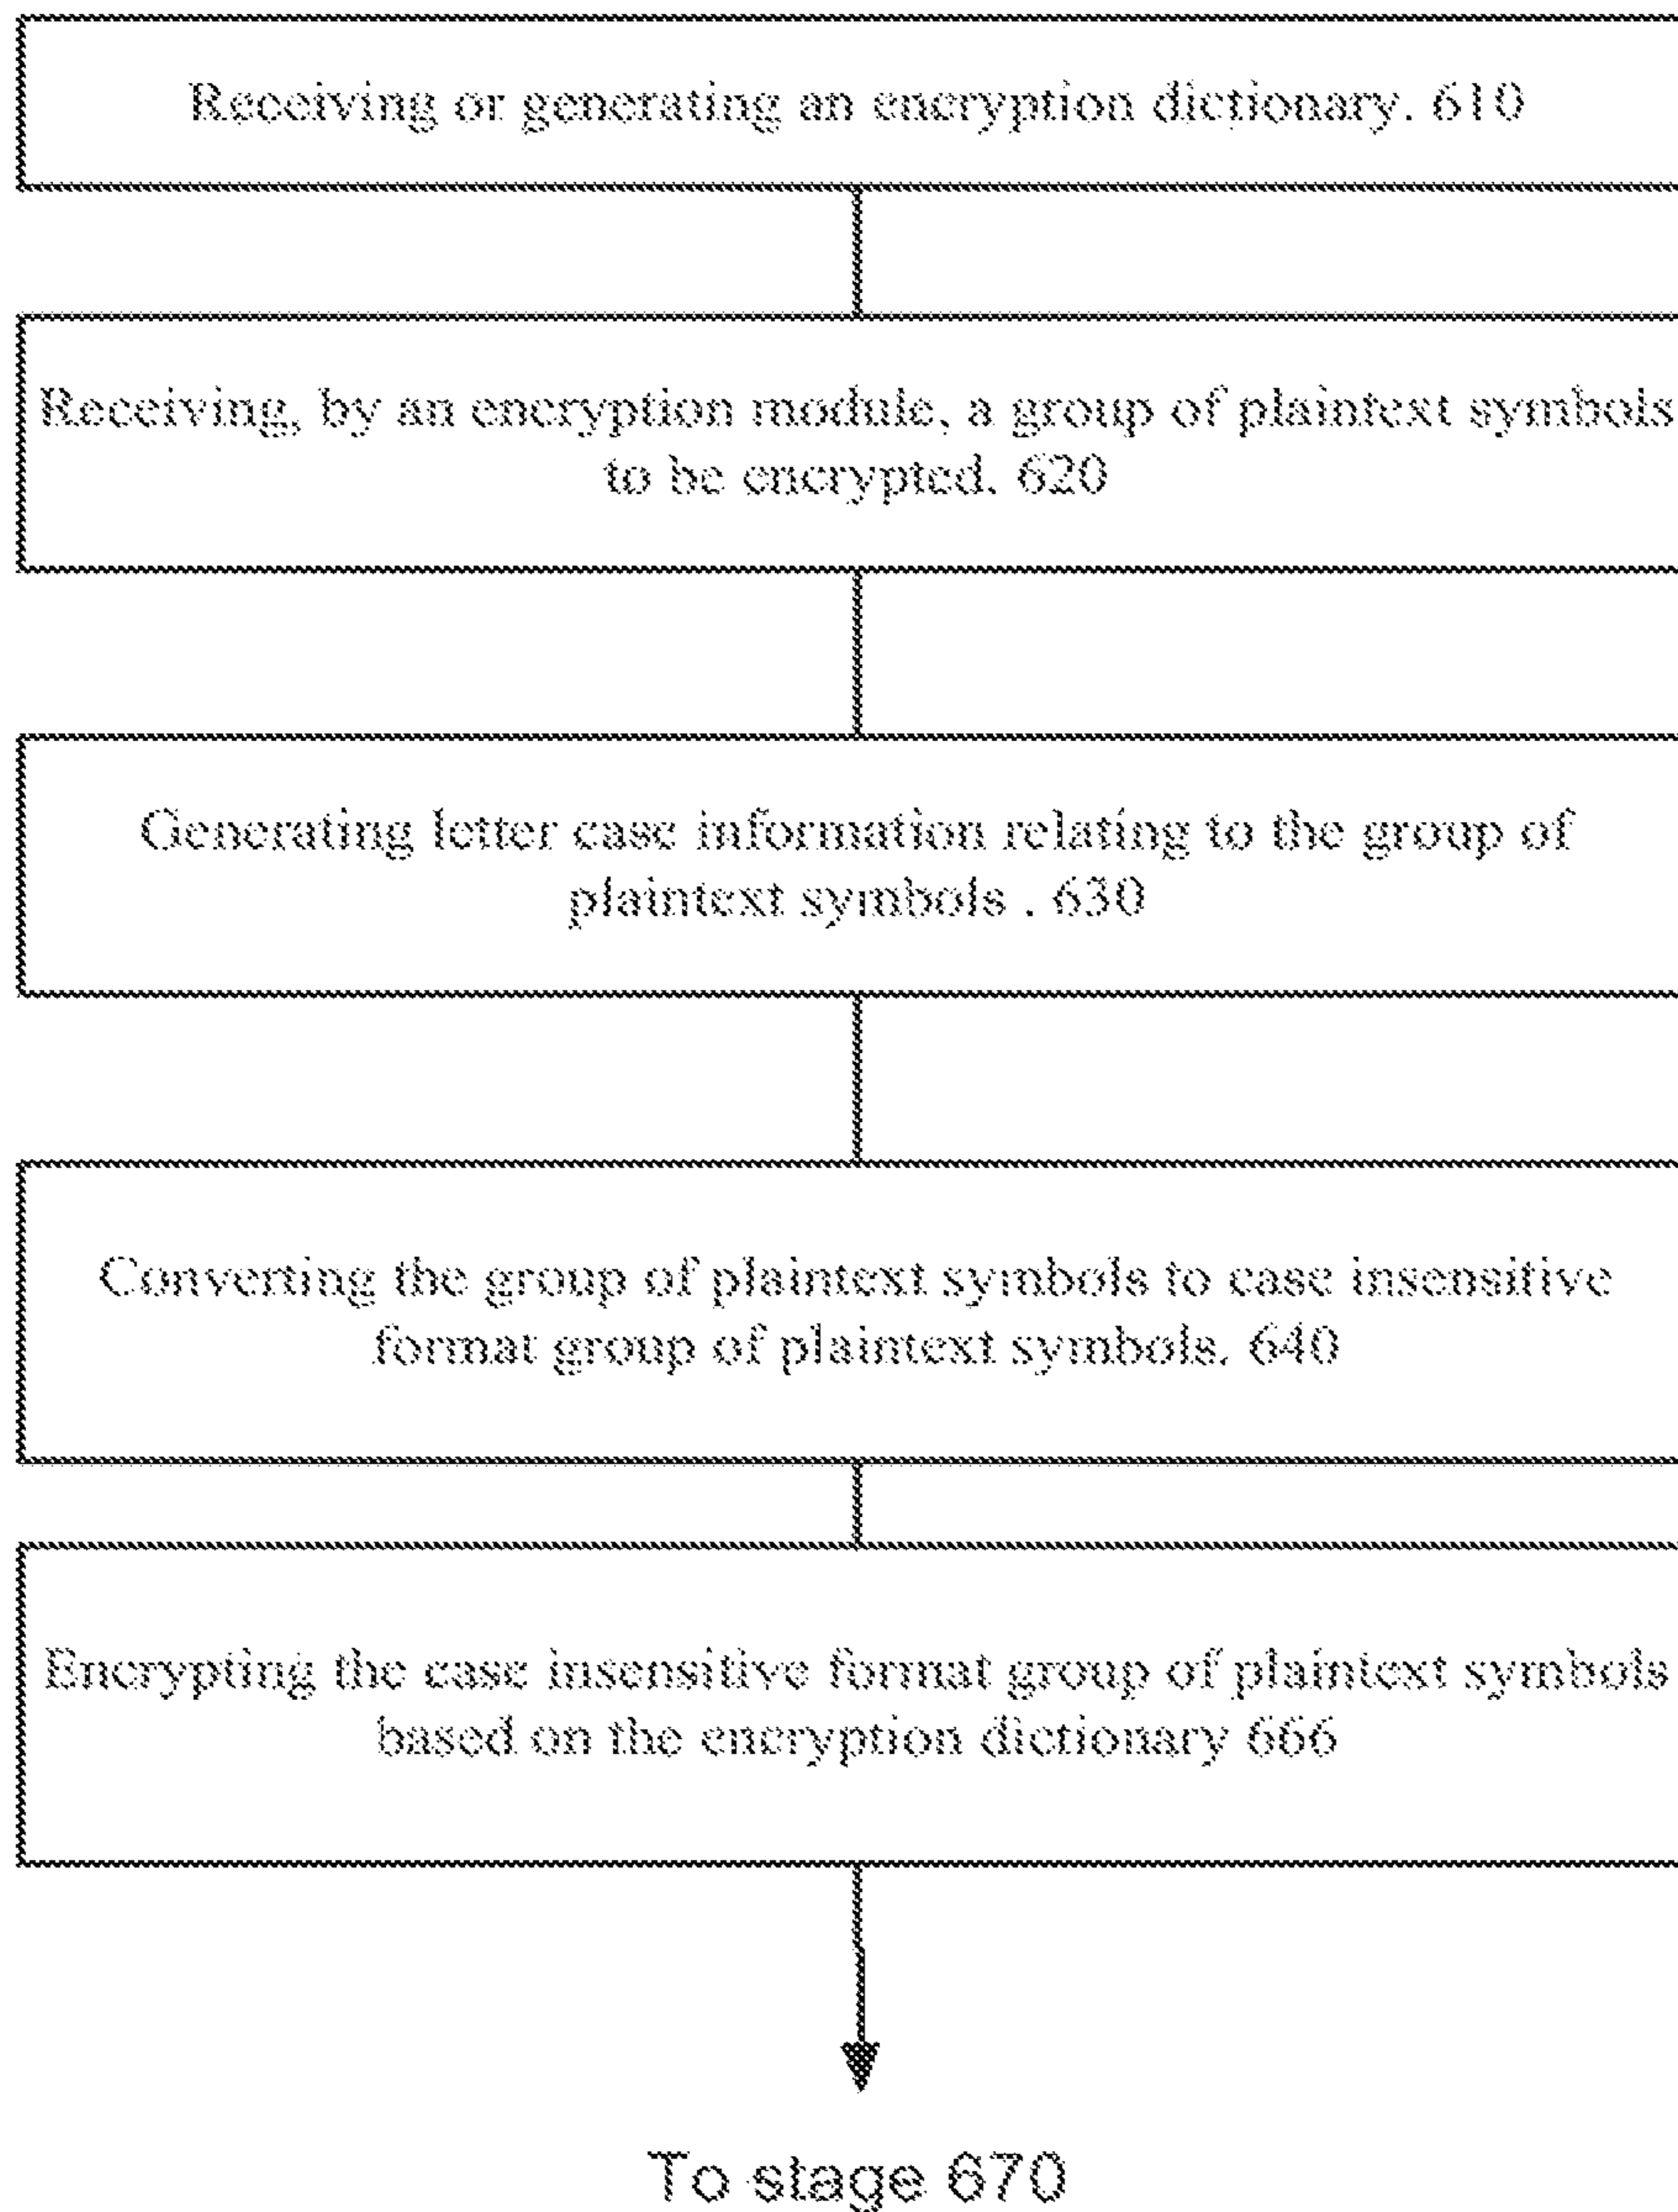 Receiving or generating an encryption dictionary. 610
Receiving, by an encryption module, a group of plaintext symbols
to be encrypted. 620
Generating letter case information relating to the group of
plaintext symbols . 630
Converting the group of plaintext symbols to case insensitive
format group of plaintext symbols. 640
Encrypting the case insensitive format group of plaintext symbols
based on the encryption dictionary 666
To stage 670